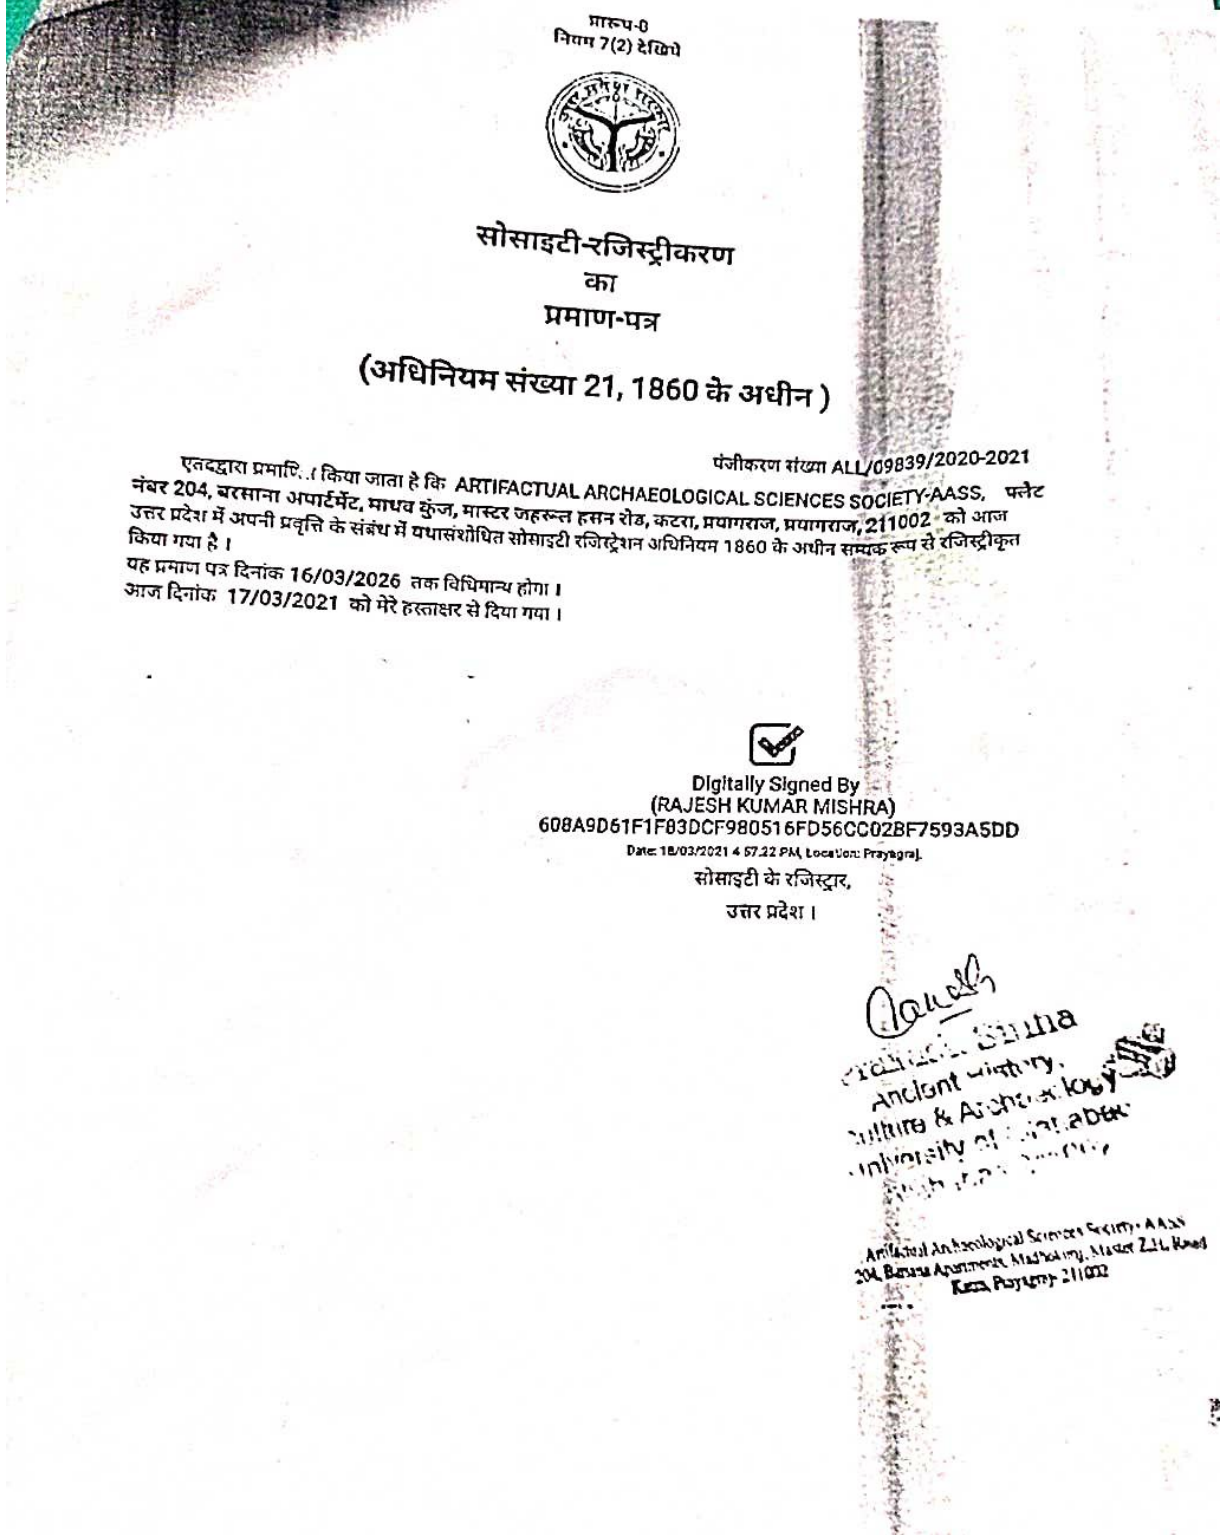 प्रारूप-8
नियम 7(2) देखिये
सोसाइटी-रजिस्ट्रीकरण
का
प्रमाण-पत्र
(अधिनियम संख्या 21, 1860 के अधीन )
पंजीकरण संख्या ALL/09839/2020-2021
एतदद्वारा किया जाता है कि ARTIFACTUAL ARCHAEOLOGICAL SCIENCES SOCIETY-AASS, फ्लैट
नंबर 204, बरसाना अपार्टमेंट, माधव कुंज, मास्टर जहरूल हसन रोड, कटरा, प्रयागराज, प्रयागराज, 211002 को आज
उत्तर प्रदेश में अपनी प्रवृत्ति के संबंध में यथासंशोधित सोसाइटी रजिस्ट्रेशन अधिनियम 1860 के अधीन सम्यक रूप से रजिस्ट्रीकृत
किया गया है ।
यह प्रमाण पत्र दिनांक 16/03/2026 तक विधिमान्य होगा ।
आज दिनांक 17/03/2021 को मेरे हस्ताक्षर से दिया गया ।
Digitally Signed By
(RAJESH KUMAR MISHRA)
608A9D61F1F83DCF980516FD56CC02BF7593A5DD
Date: 18/03/2021 4:57:22 PM, Location: Prayagraj.
सोसाइटी के रजिस्ट्रार,
उत्तर प्रदेश ।
Sinha
Ancient History,
Culture & Archaeology
University of
Artifactual Archaeological Sciences Society-AASS
204, Barsana Apartments, Madhokunj, Master Z.H. Road
Katra, Prayagraj- 211002